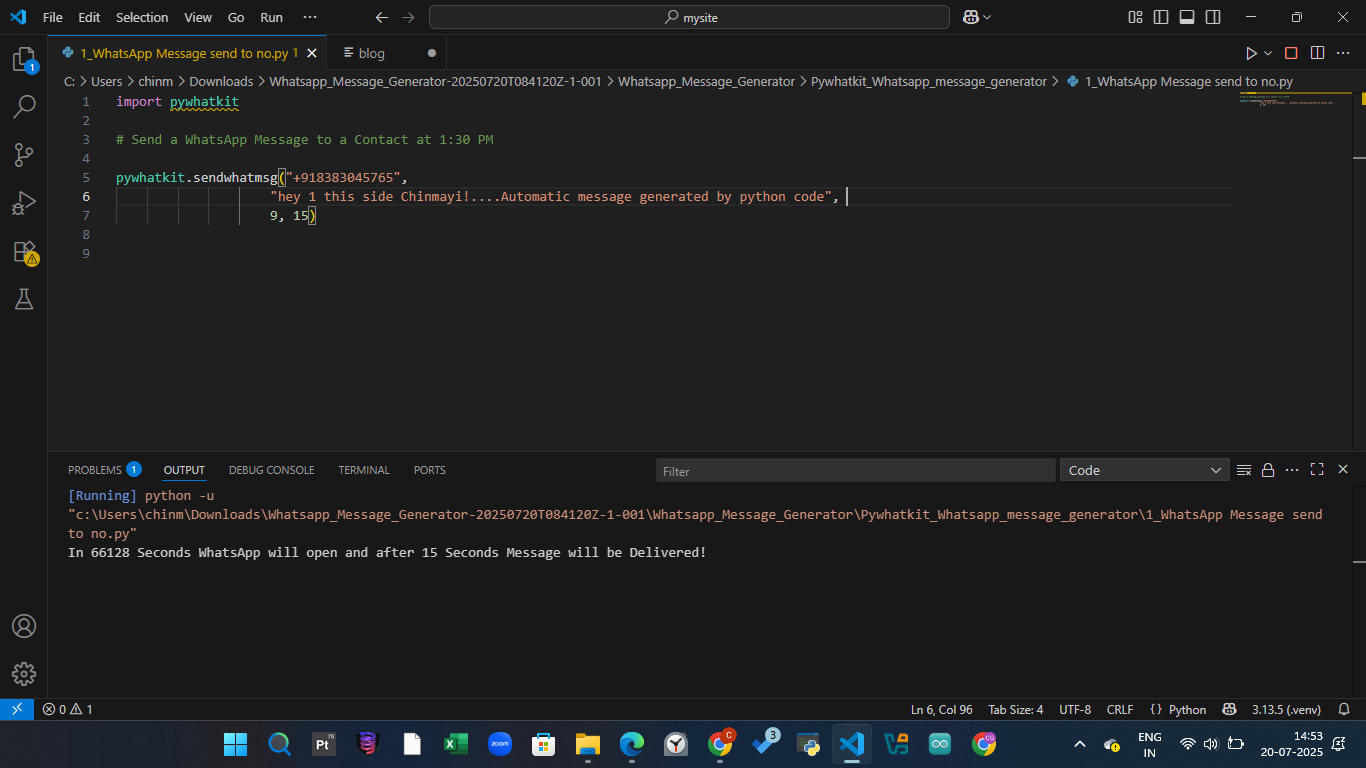 File Edit Selection View Go Run ··· mysite
1_WhatsApp Message send to no.py 1 blog
C: > Users > chinm > Downloads > Whatsapp_Message_Generator-20250720T084120Z-1-001 > Whatsapp_Message_Generator > Pywhatkit_Whatsapp_message_generator > 1_WhatsApp Message send to no.py
1 import pywhatkit
2
3 # Send a WhatsApp Message to a Contact at 1:30 PM
4
5 pywhatkit.sendwhatmsg("+918383045765",
6 "hey 1 this side Chinmayi!....Automatic message generated by python code",
7 9, 15)
8
9
PROBLEMS 1 OUTPUT DEBUG CONSOLE TERMINAL PORTS Filter Code
[Running] python -u
"c:\Users\chinm\Downloads\Whatsapp_Message_Generator-20250720T084120Z-1-001\Whatsapp_Message_Generator\Pywhatkit_Whatsapp_message_generator\1_WhatsApp Message send
to no.py"
In 66128 Seconds WhatsApp will open and after 15 Seconds Message will be Delivered!
0 1 Ln 6, Col 96 Tab Size: 4 UTF-8 CRLF {} Python 3.13.5 (.venv)
Pt 78 zoom C 3 CG ENG 14:53
IN 20-07-2025